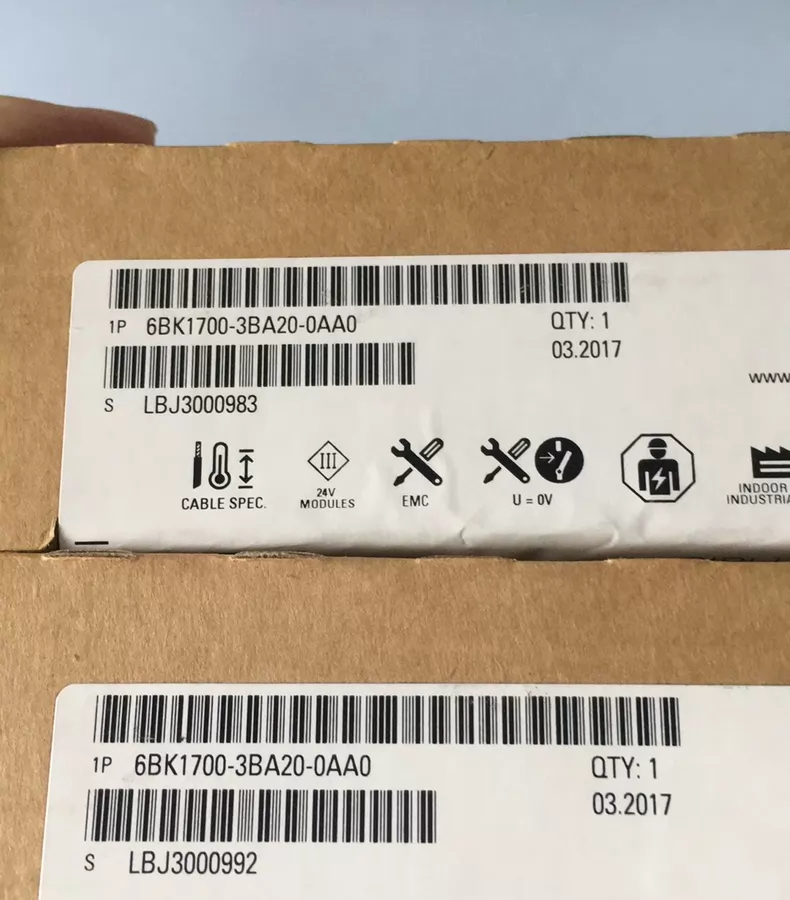 1P 6BK1700-3BA20-0AA0 QTY: 1
03.2017
S LBJ3000983
www
III
CABLE SPEC.
24V
MODULES
EMC
U = 0V
INDOOR
INDUSTRIA
1P 6BK1700-3BA20-0AA0 QTY: 1
03.2017
S LBJ3000992